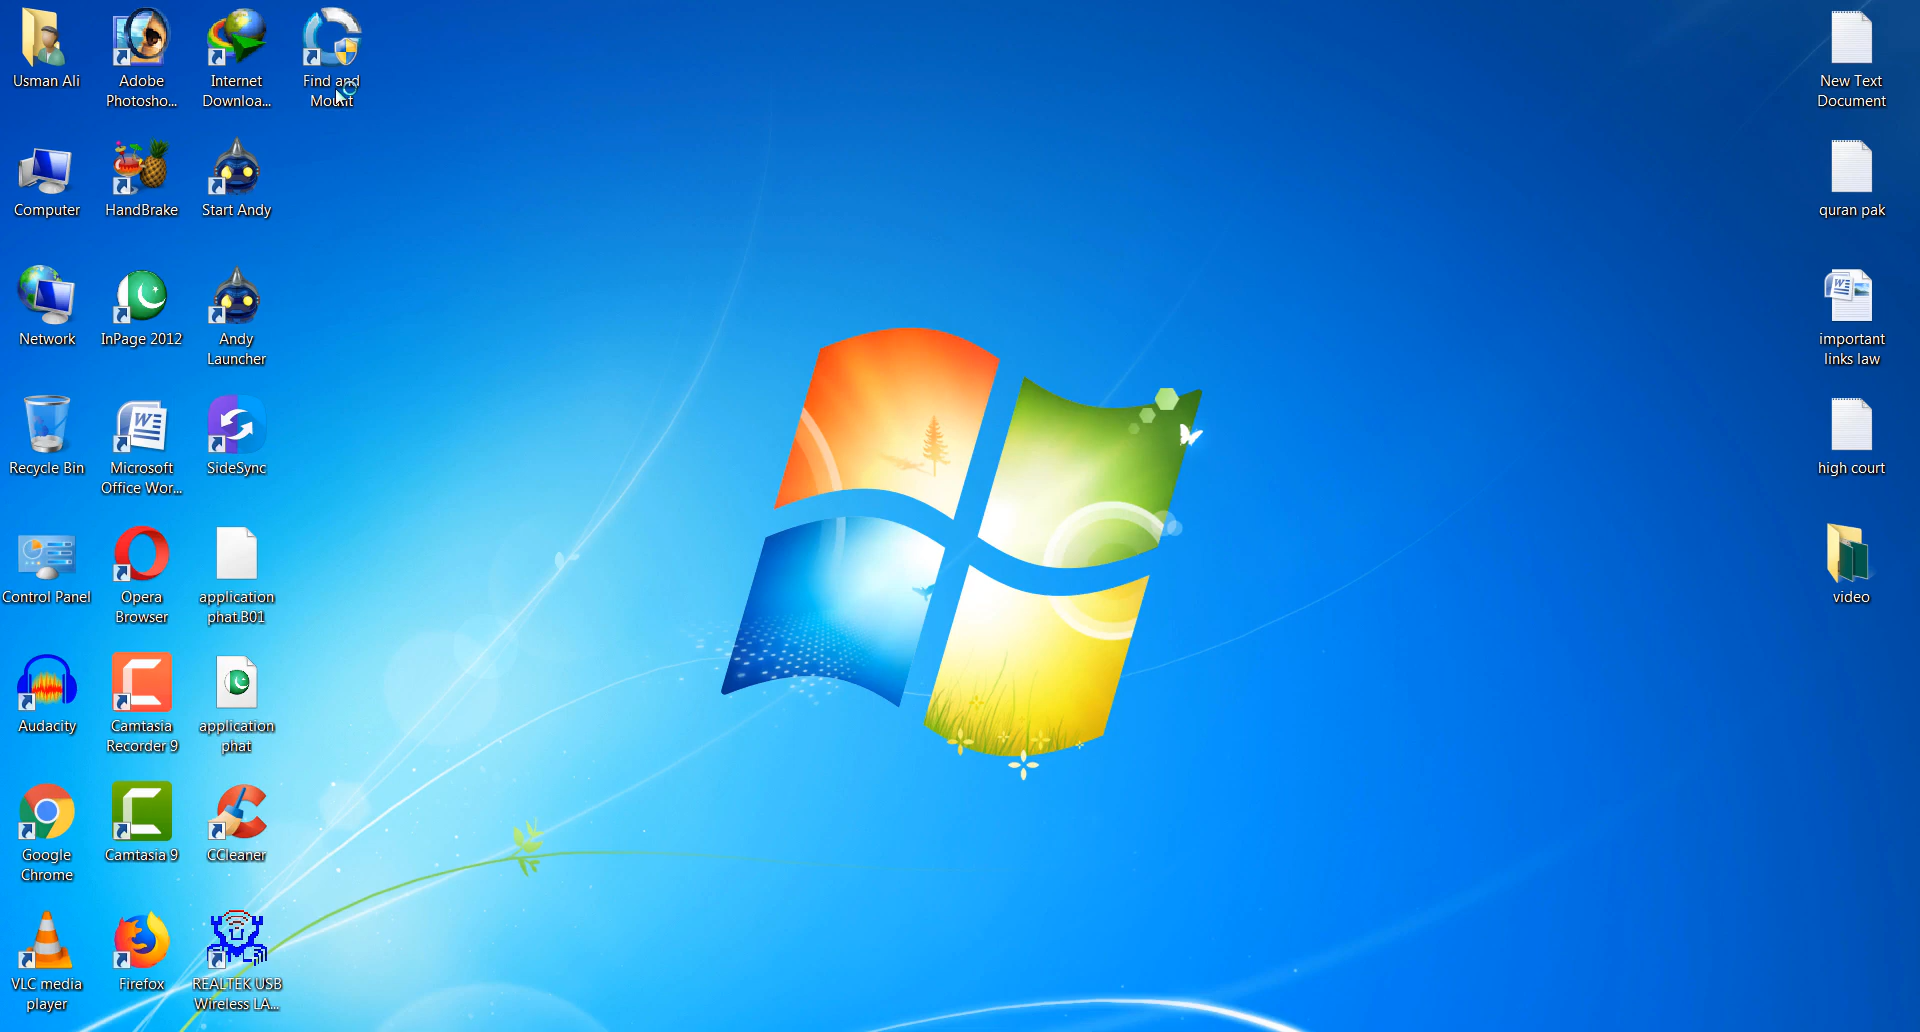 Usman Ali
Adobe
Photosho...
Internet
Downloa...
Find and
Mount
Computer
HandBrake
Start Andy
Network
InPage 2012
Andy
Launcher
Recycle Bin
Microsoft
Office Wor...
SideSync
Control Panel
Opera
Browser
application
phat.B01
Audacity
Camtasia
Recorder 9
application
phat
Google
Chrome
Camtasia 9
CCleaner
VLC media
player
Firefox
REALTEK USB
Wireless LA...
New Text
Document
quran pak
important
links law
high court
video